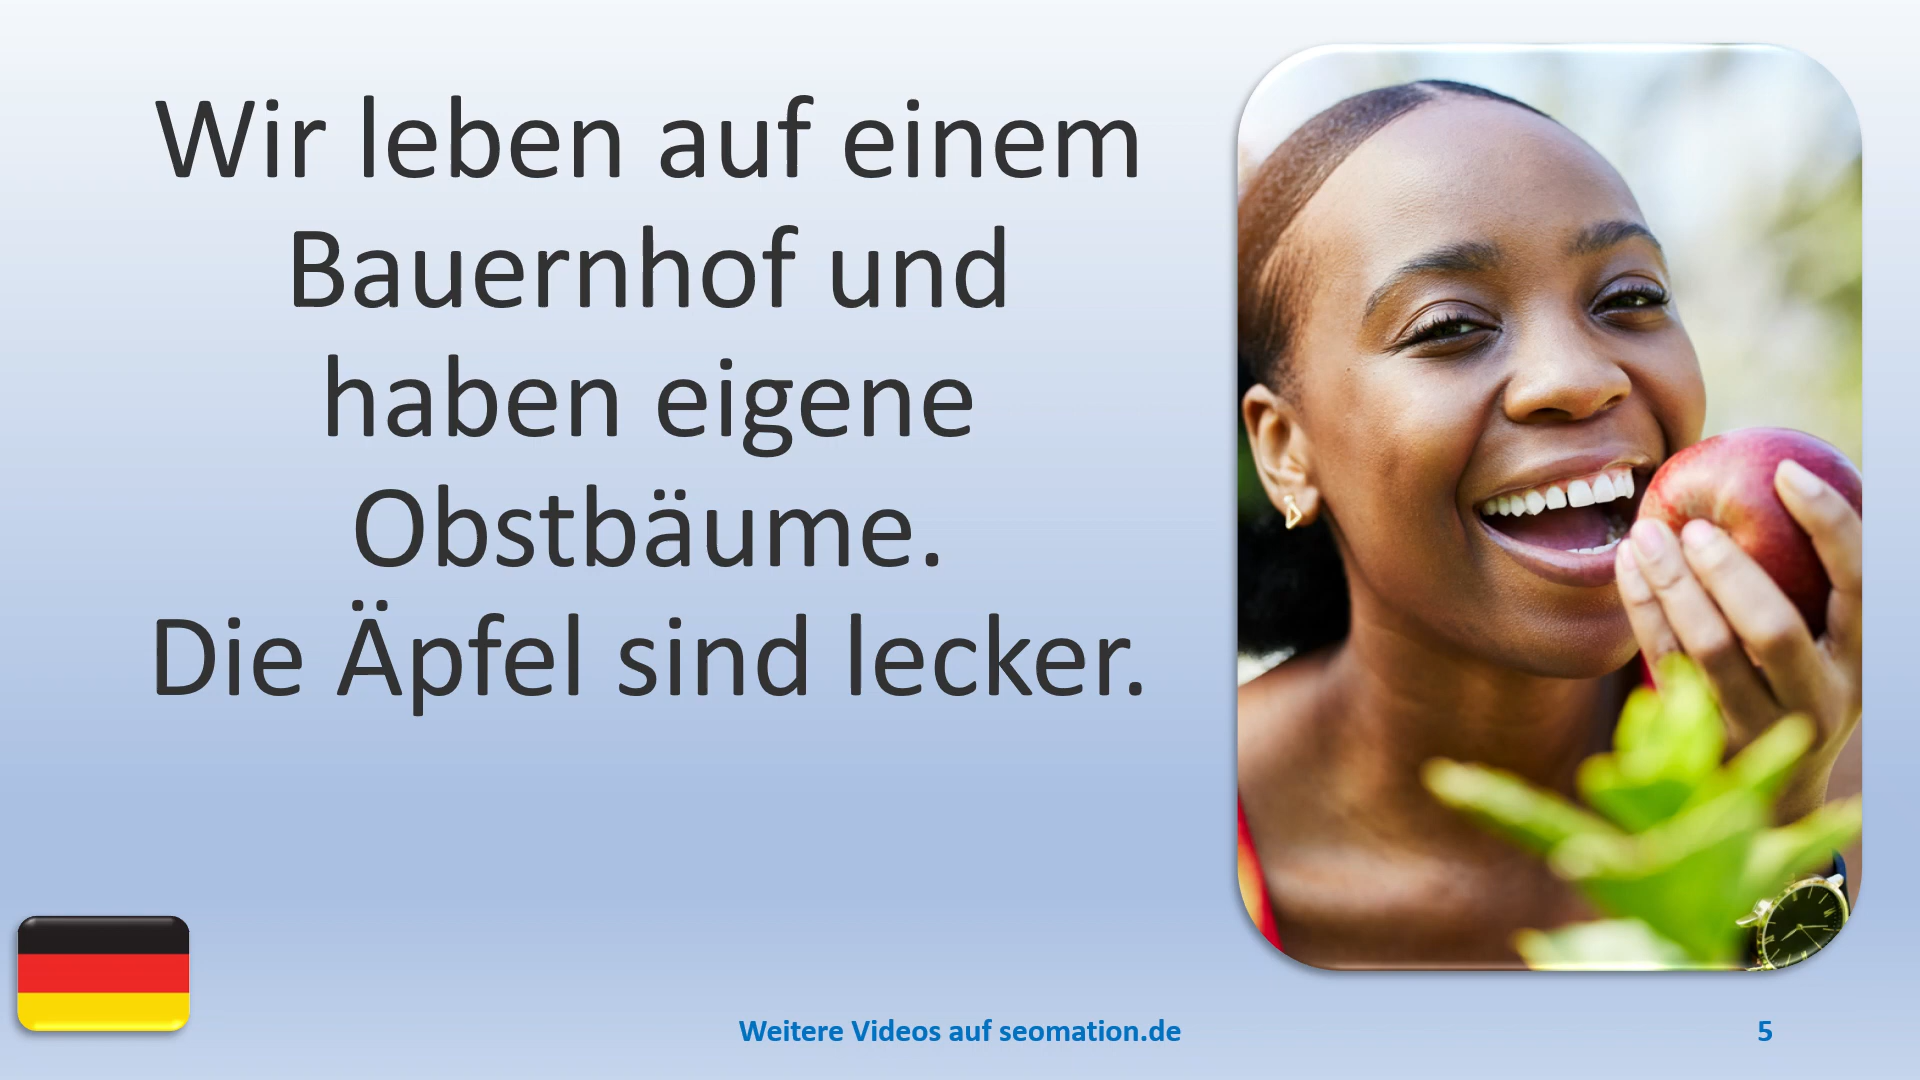 Wir leben auf einem
Bauernhof und
haben eigene
Obstbäume.
Die Äpfel sind lecker.
Weitere Videos auf seomation.de
5